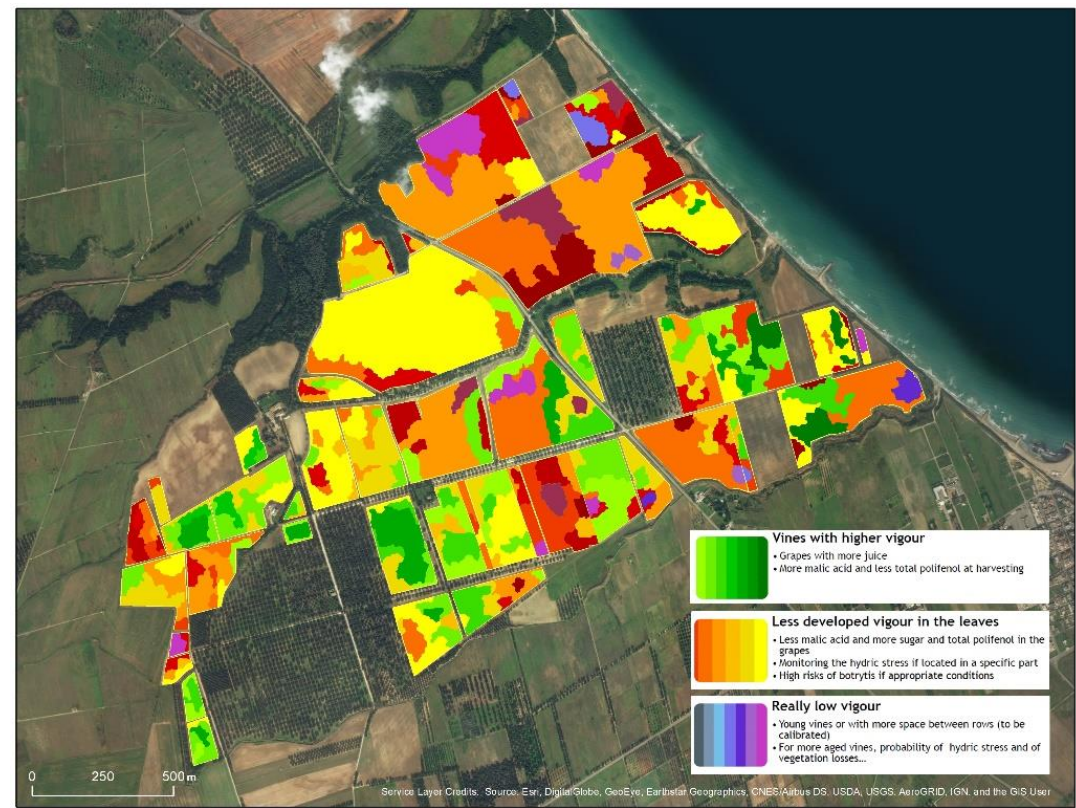 Vines with higher vigour
• Grapes with more juice
• More malic acid and less total polifenol at harvesting
Less developed vigour in the leaves
• Less malic acid and more sugar and total polifenol in the
grapes
• Monitoring the hydric stress if located in a specific part
• High risks of botrytis if appropriate conditions
Really low vigour
• Young vines or with more space between rows (to be
calibrated)
• For more aged vines, probability of hydric stress and of
vegetation losses...
0 250 500 m
Service Layer Credits: Source: Esri, DigitalGlobe, GeoEye, Earthstar Geographics, CNES/Airbus DS, USDA, USGS, AeroGRID, IGN, and the GIS User